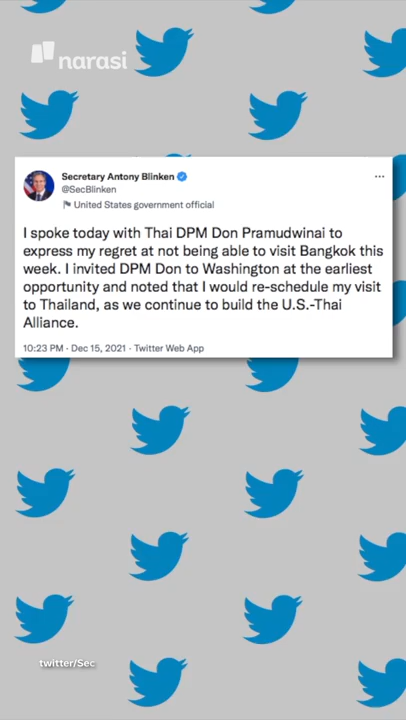 narasi
Secretary Antony Blinken
@SecBlinken
United States government official
I spoke today with Thai DPM Don Pramudwinai to
express my regret at not being able to visit Bangkok this
week. I invited DPM Don to Washington at the earliest
opportunity and noted that I would re-schedule my visit
to Thailand, as we continue to build the U.S.-Thai
Alliance.
10:23 PM · Dec 15, 2021 · Twitter Web App
twitter/Sec